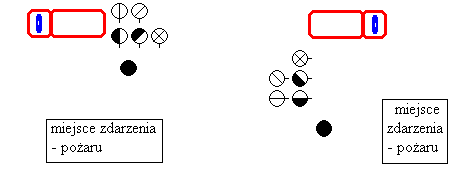 miejsce zdarzenia
- pożaru
miejsce
zdarzenia
- pożaru